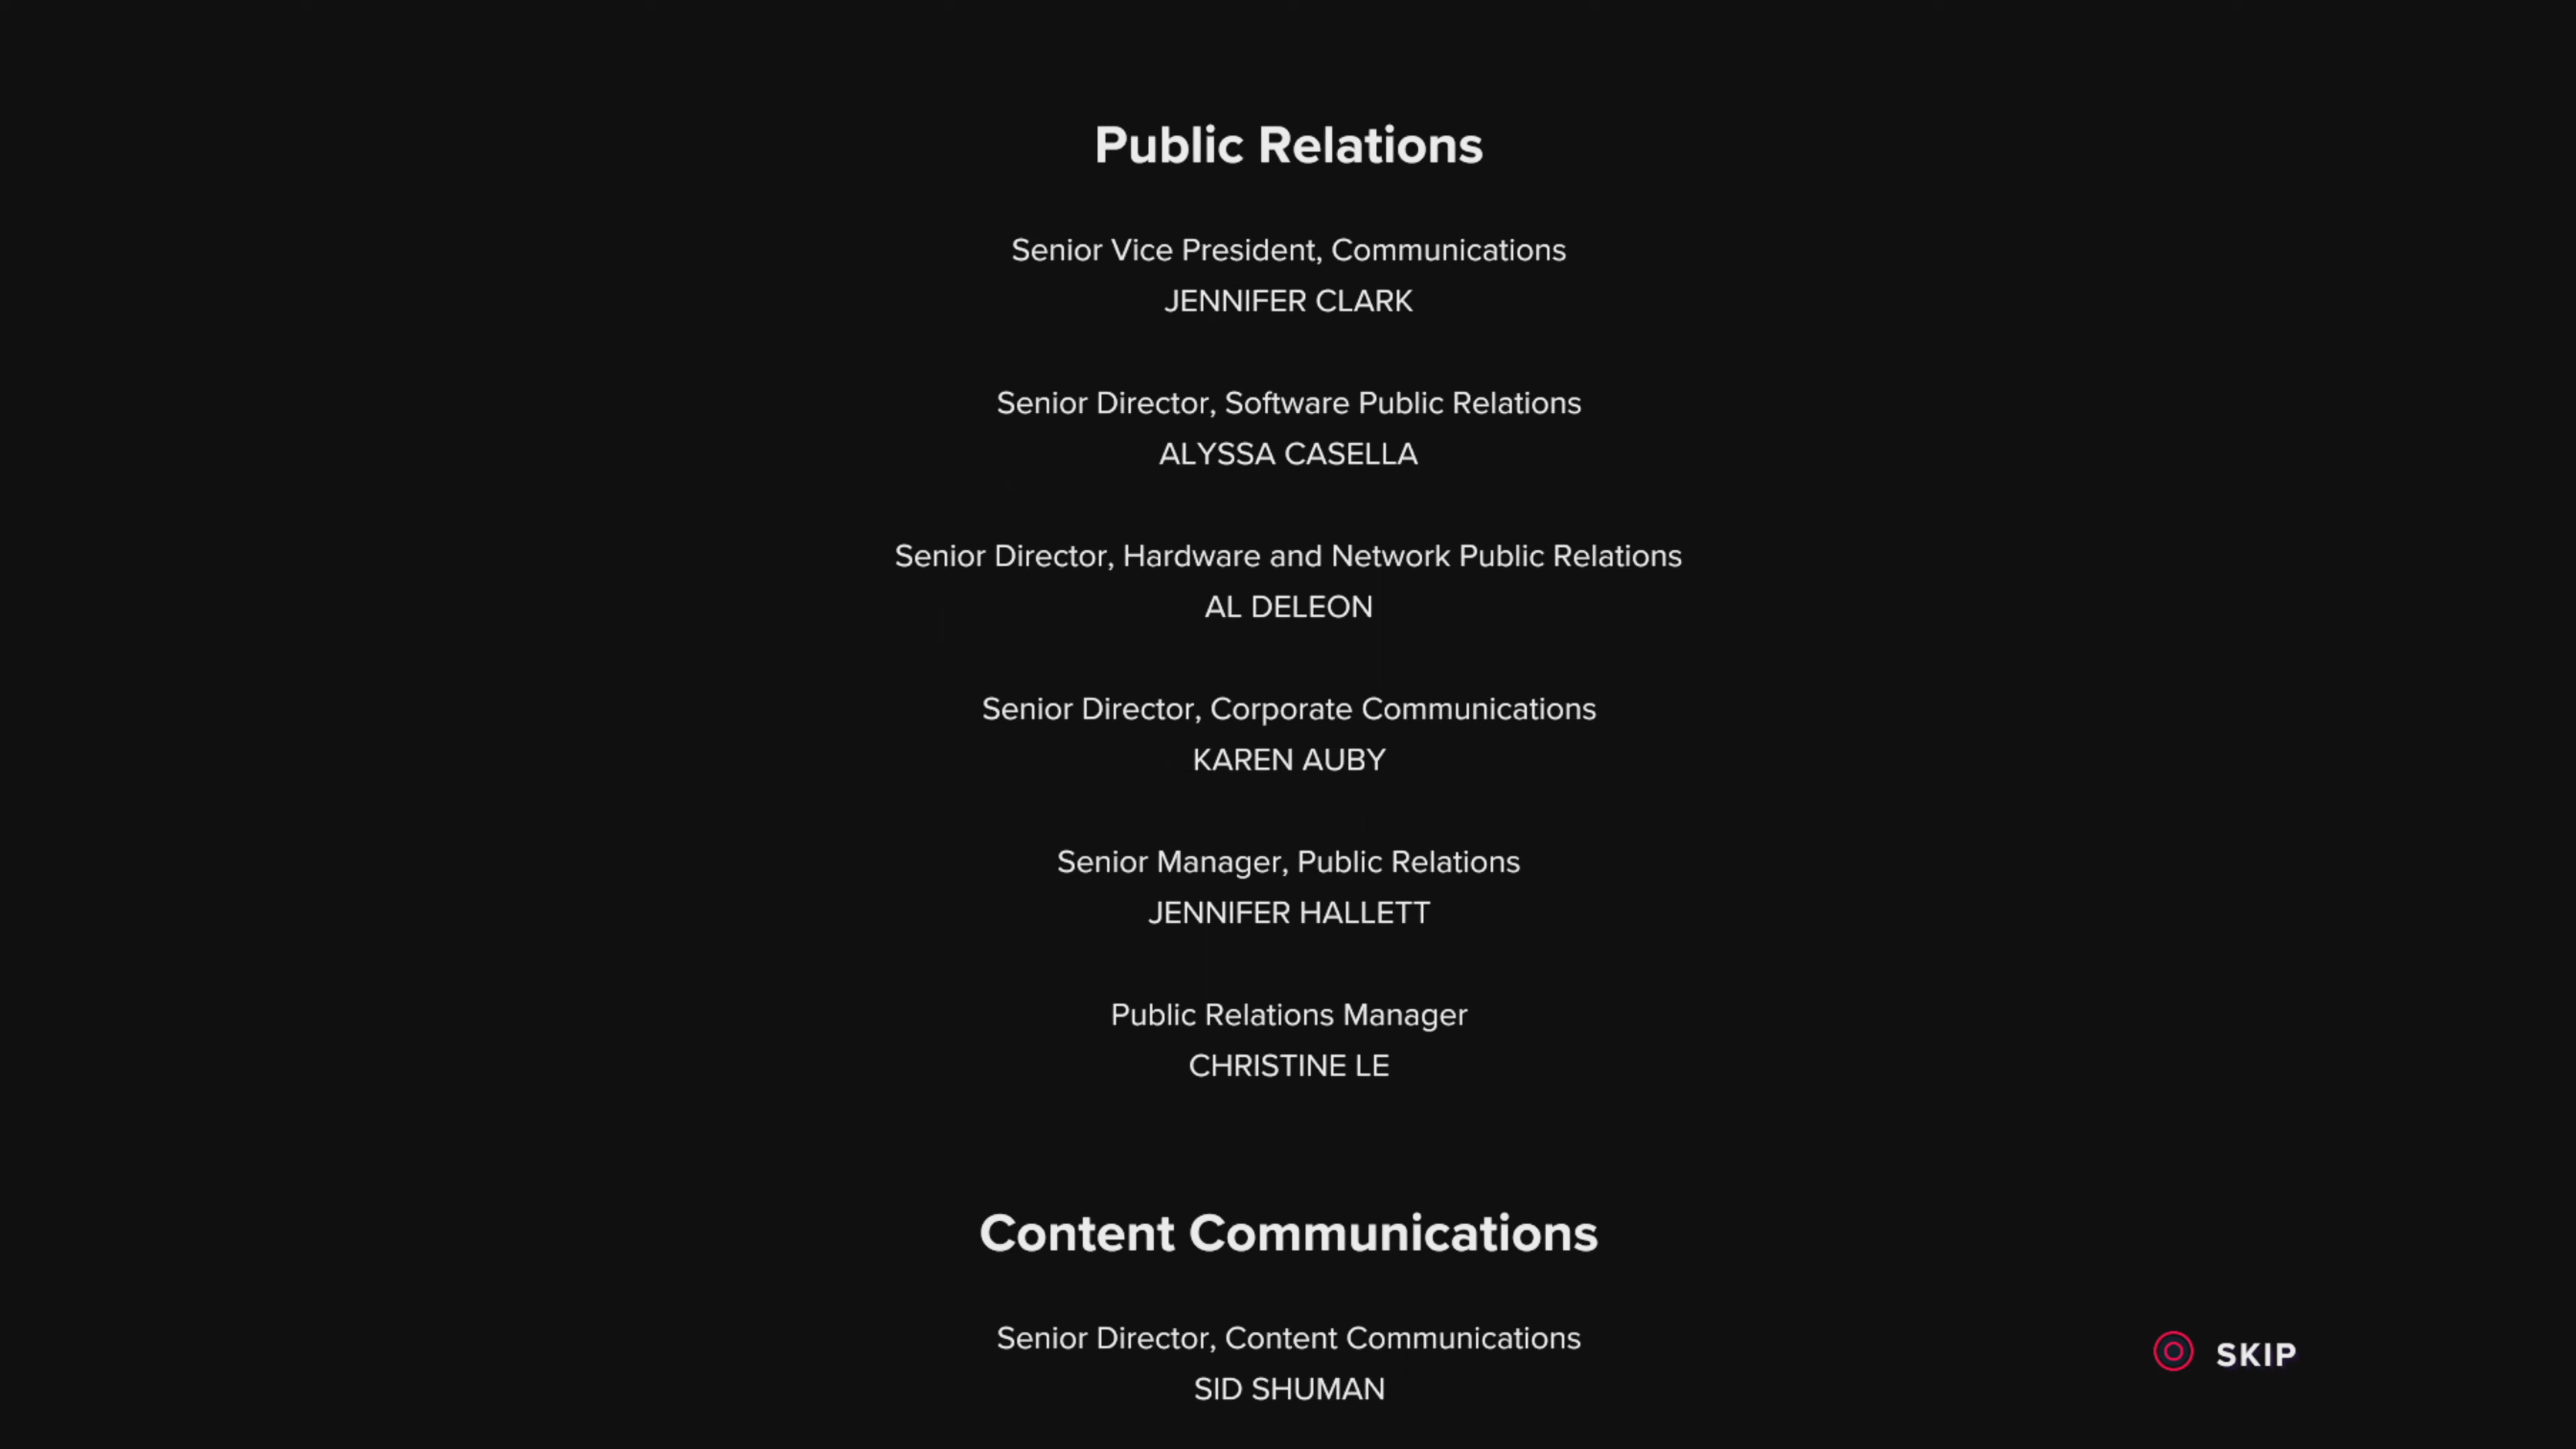 Public Relations
Senior Vice President, Communications
JENNIFER CLARK
Senior Director, Software Public Relations
ALYSSA CASELLA
Senior Director, Hardware and Network Public Relations
AL DELEON
Senior Director, Corporate Communications
KAREN AUBY
Senior Manager, Public Relations
JENNIFER HALLETT
Public Relations Manager
CHRISTINE LE
Content Communications
Senior Director, Content Communications
SID SHUMAN
SKIP